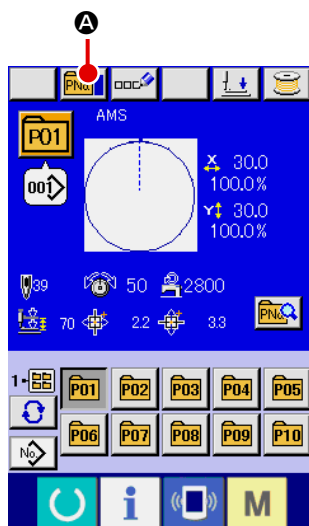 A
PNo.
AMS
P01
001
X 30.0
100.0%
Y 30.0
100.0%
39 50 2800
70 2.2 3.3
PNo.
1- P01 P02 P03 P04 P05
P06 P07 P08 P09 P10
No.
i M